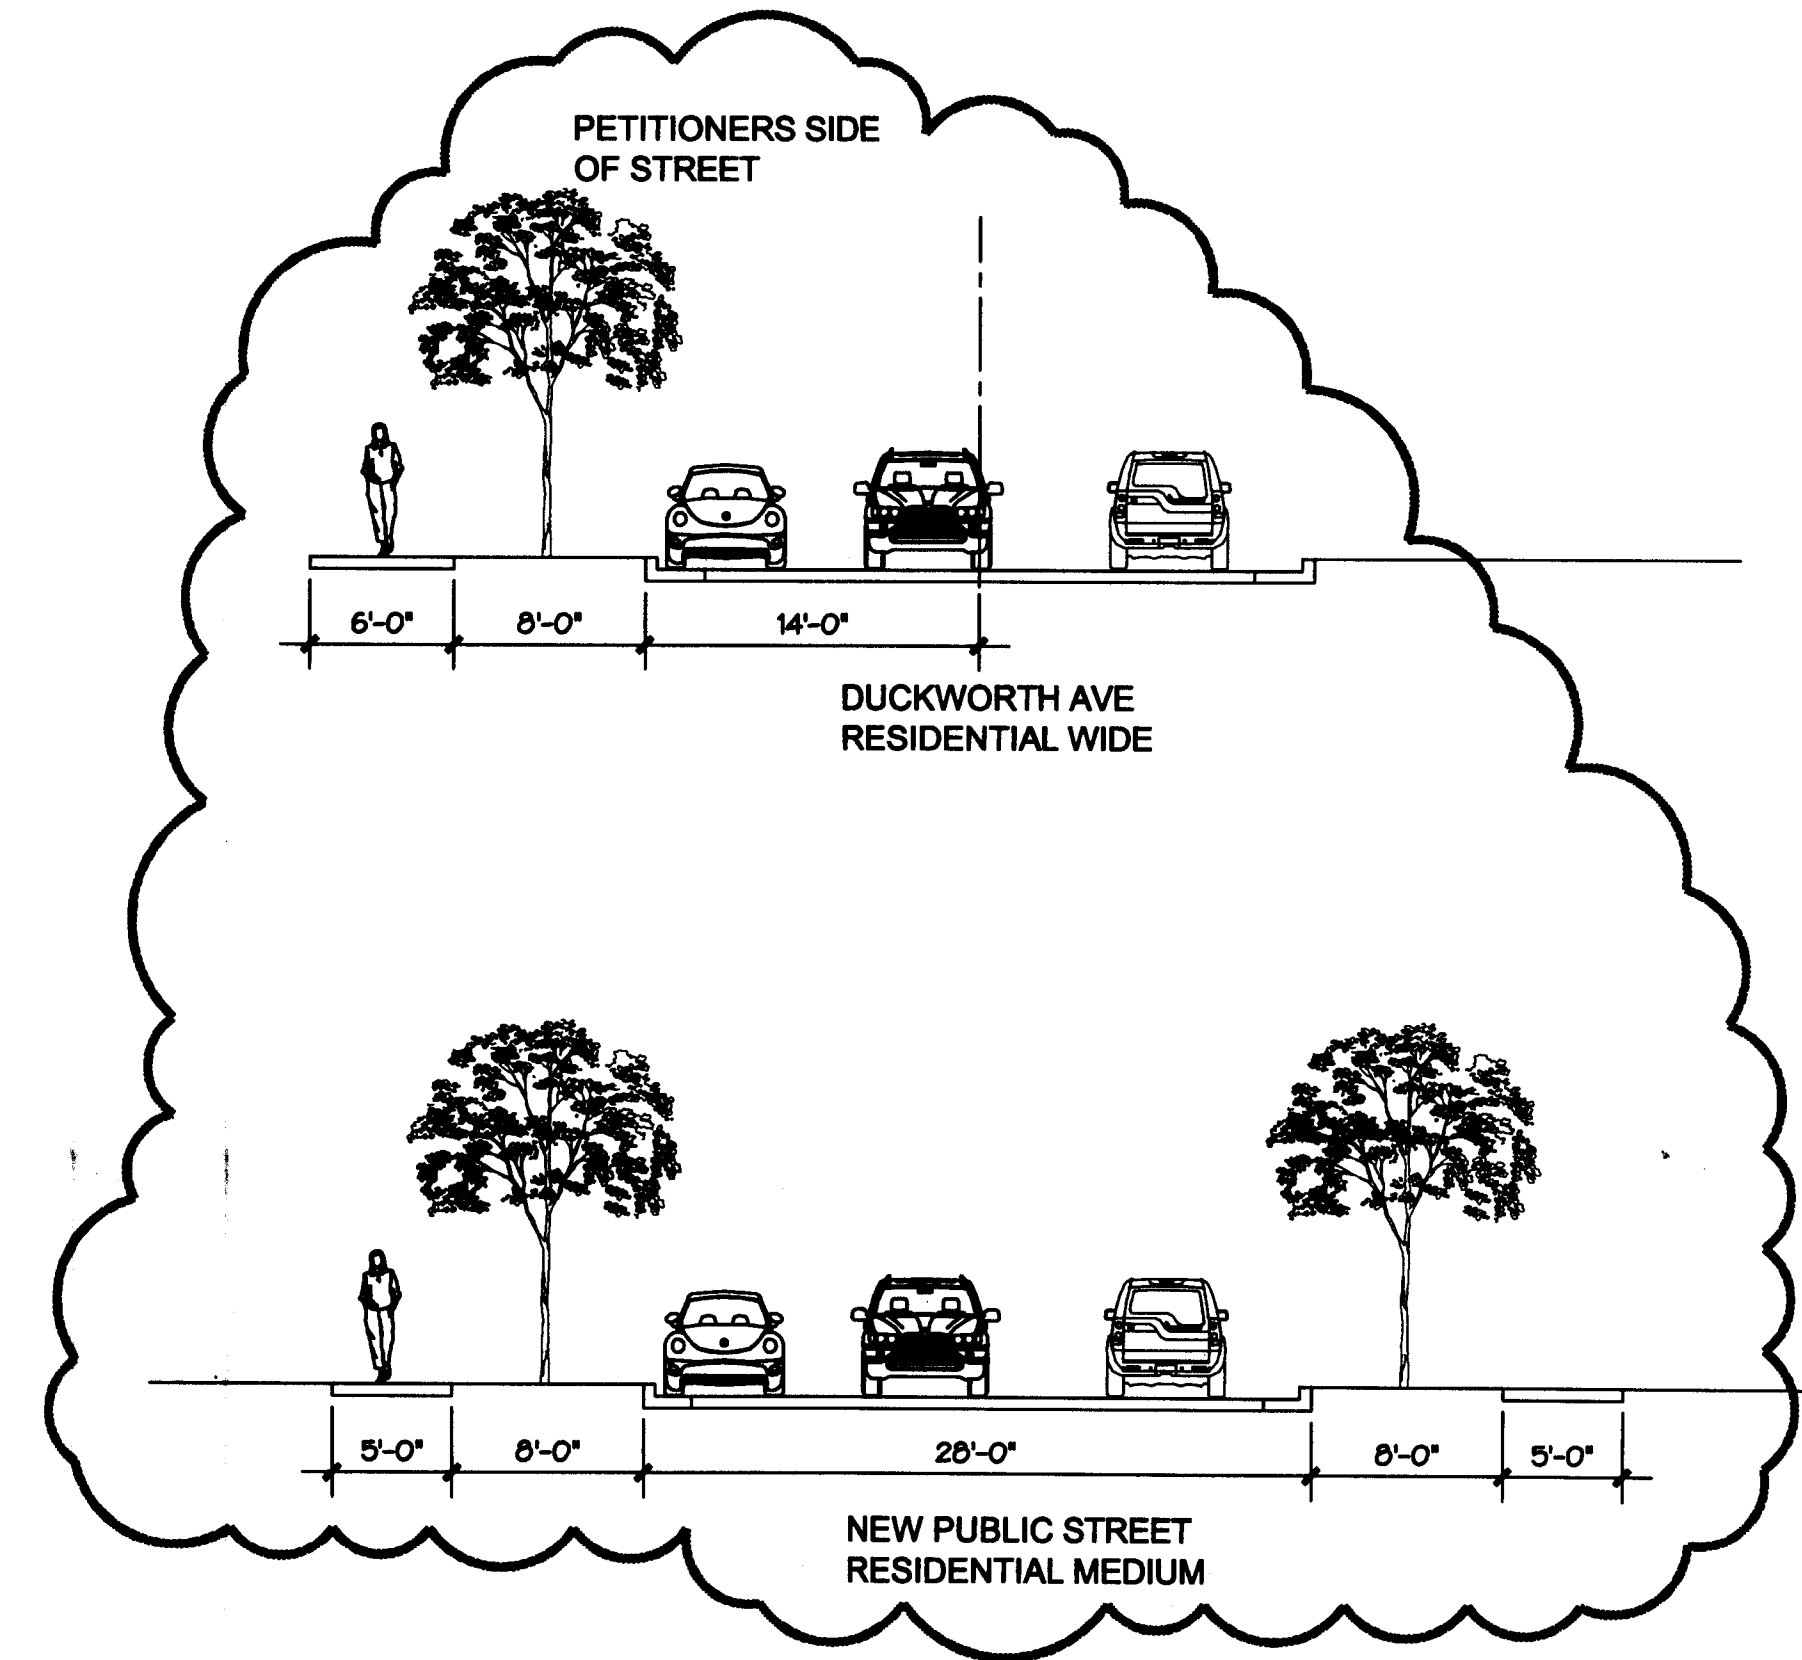 PETITIONERS SIDE
OF STREET
6'-0" 8'-0" 14'-0"
DUCKWORTH AVE
RESIDENTIAL WIDE
5'-0" 8'-0" 28'-0" 8'-0" 5'-0"
NEW PUBLIC STREET
RESIDENTIAL MEDIUM